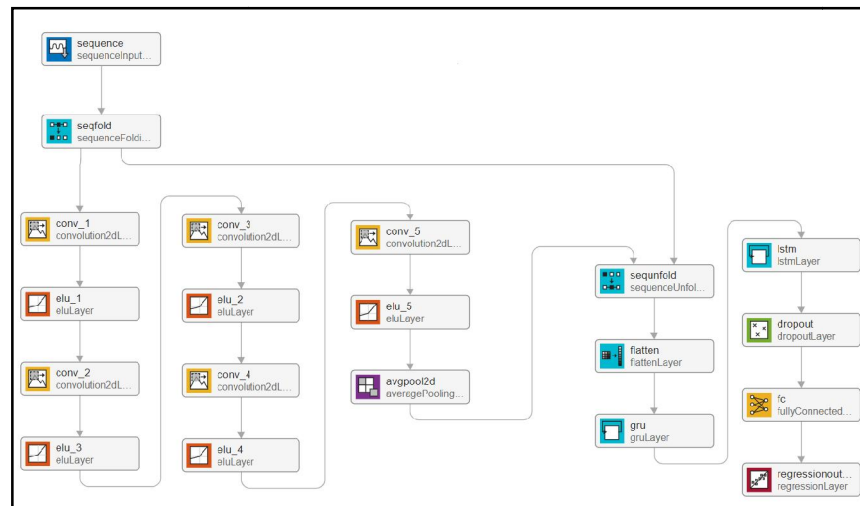 sequence
sequenceInput...
seqfold
sequenceFoldi...
conv_1
convolution2dL...
elu_1
eluLayer
conv_2
convolution2dL...
elu_3
eluLayer
conv_3
convolution2dL...
elu_2
eluLayer
conv_4
convolution2dL...
elu_4
eluLayer
conv_5
convolution2dL...
elu_5
eluLayer
avgpool2d
averagePooling...
sequnfold
sequenceUnfol...
flatten
flattenLayer
gru
gruLayer
lstm
lstmLayer
dropout
dropoutLayer
fc
fullyConnected...
regressionout...
regressionLayer